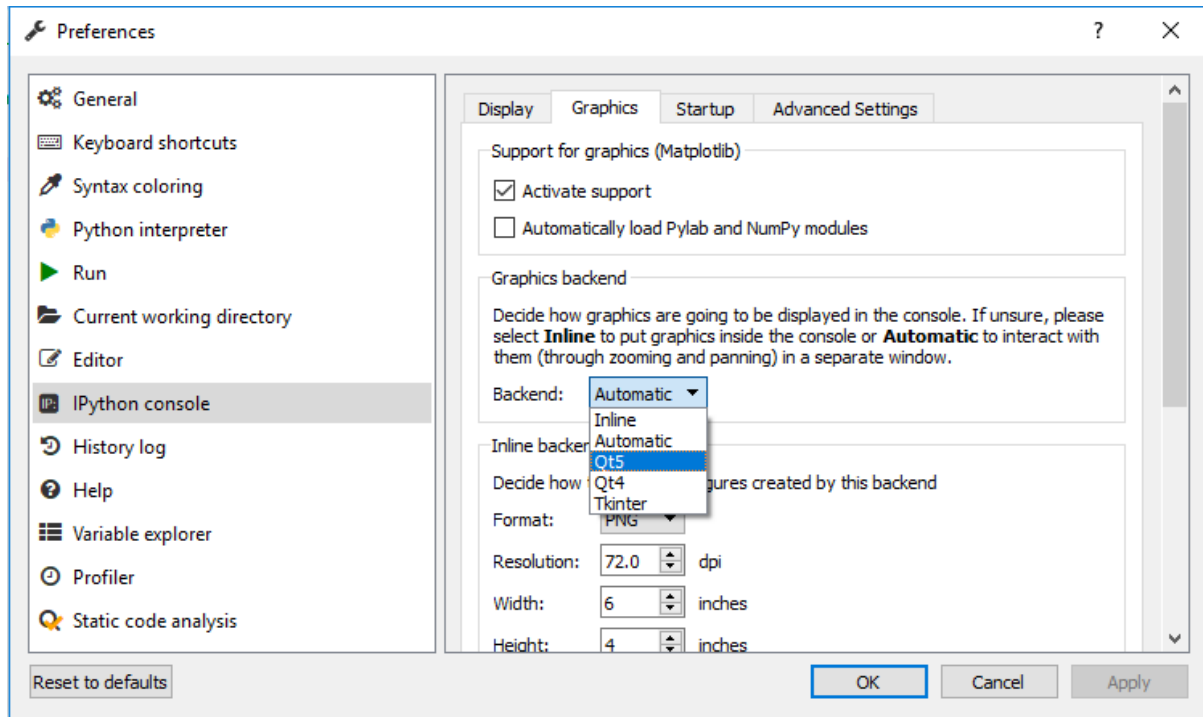 Preferences
?
General
Keyboard shortcuts
Syntax coloring
Python interpreter
Run
Current working directory
Editor
IPython console
History log
Help
Variable explorer
Profiler
Static code analysis
Display Graphics Startup Advanced Settings
Support for graphics (Matplotlib)
Activate support
Automatically load Pylab and NumPy modules
Graphics backend
Decide how graphics are going to be displayed in the console. If unsure, please
select Inline to put graphics inside the console or Automatic to interact with
them (through zooming and panning) in a separate window.
Backend: Automatic
Inline
Automatic
Qt5
Qt4
Tkinter
Inline backen
Decide how gures created by this backend
Format: PNG
Resolution: 72.0 dpi
Width: 6 inches
Height: 4 inches
Reset to defaults OK Cancel Apply